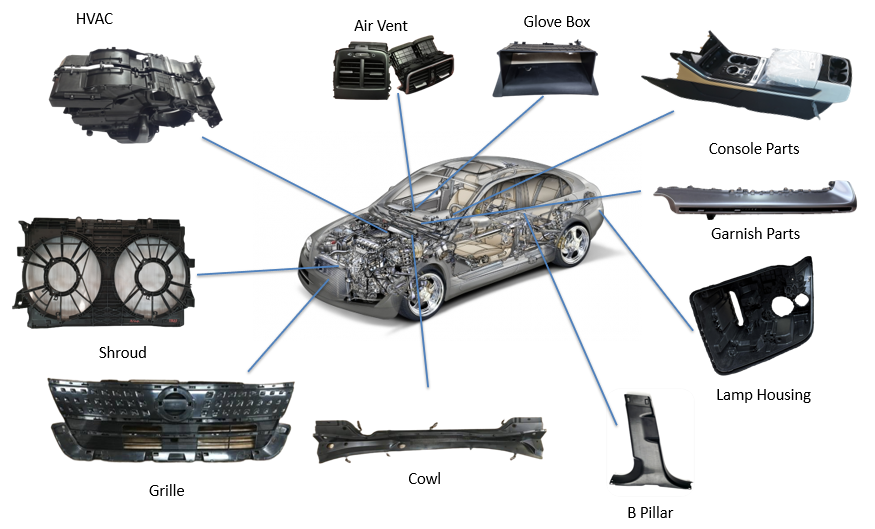 HVAC
Air Vent
Glove Box
Console Parts
Garnish Parts
Shroud
Lamp Housing
Grille
Cowl
B Pillar